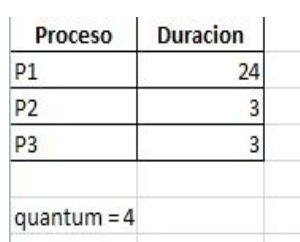 Proceso Duracion
P1 24
P2 3
P3 3
quantum = 4